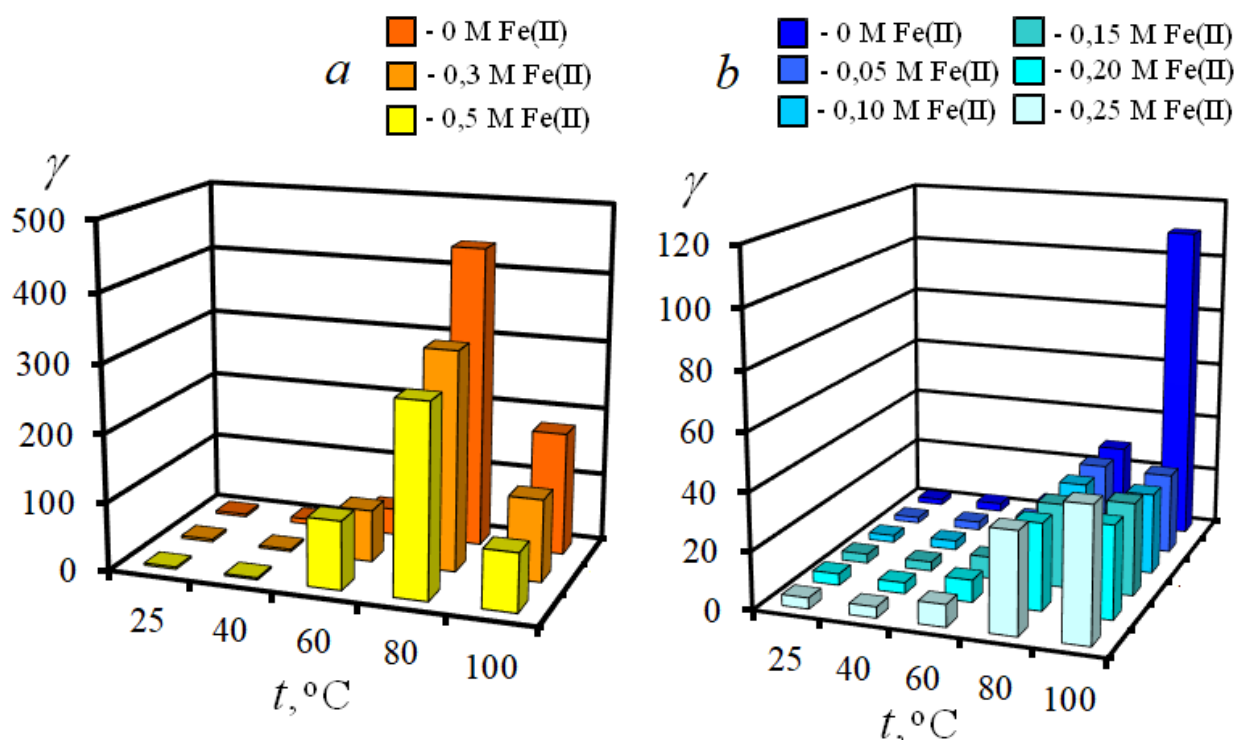 a
- 0 M Fe(II)
- 0,3 M Fe(II)
- 0,5 M Fe(II)
γ
500
400
300
200
100
0
25
40
60
80
100
t, ºC
b
- 0 M Fe(II)
- 0,05 M Fe(II)
- 0,10 M Fe(II)
- 0,15 M Fe(II)
- 0,20 M Fe(II)
- 0,25 M Fe(II)
γ
120
100
80
60
40
20
0
25
40
60
80
100
t, ºC